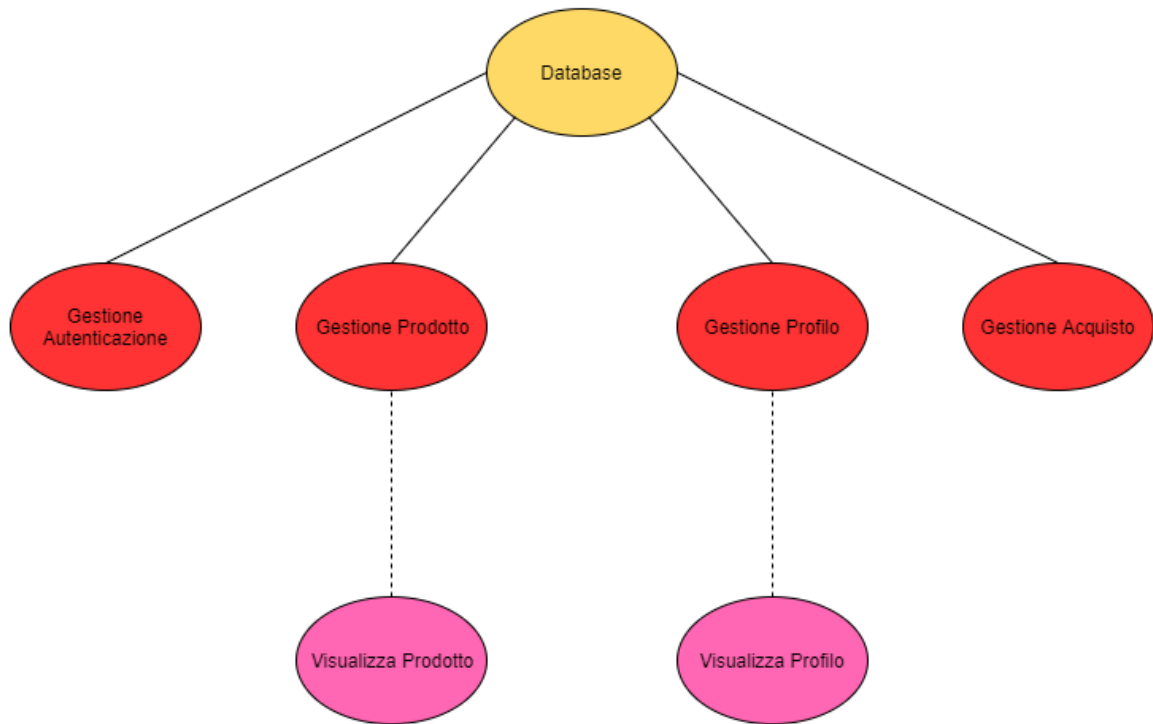 Database
Gestione
Autenticazione
Gestione Prodotto
Gestione Profilo
Gestione Acquisto
Visualizza Prodotto
Visualizza Profilo